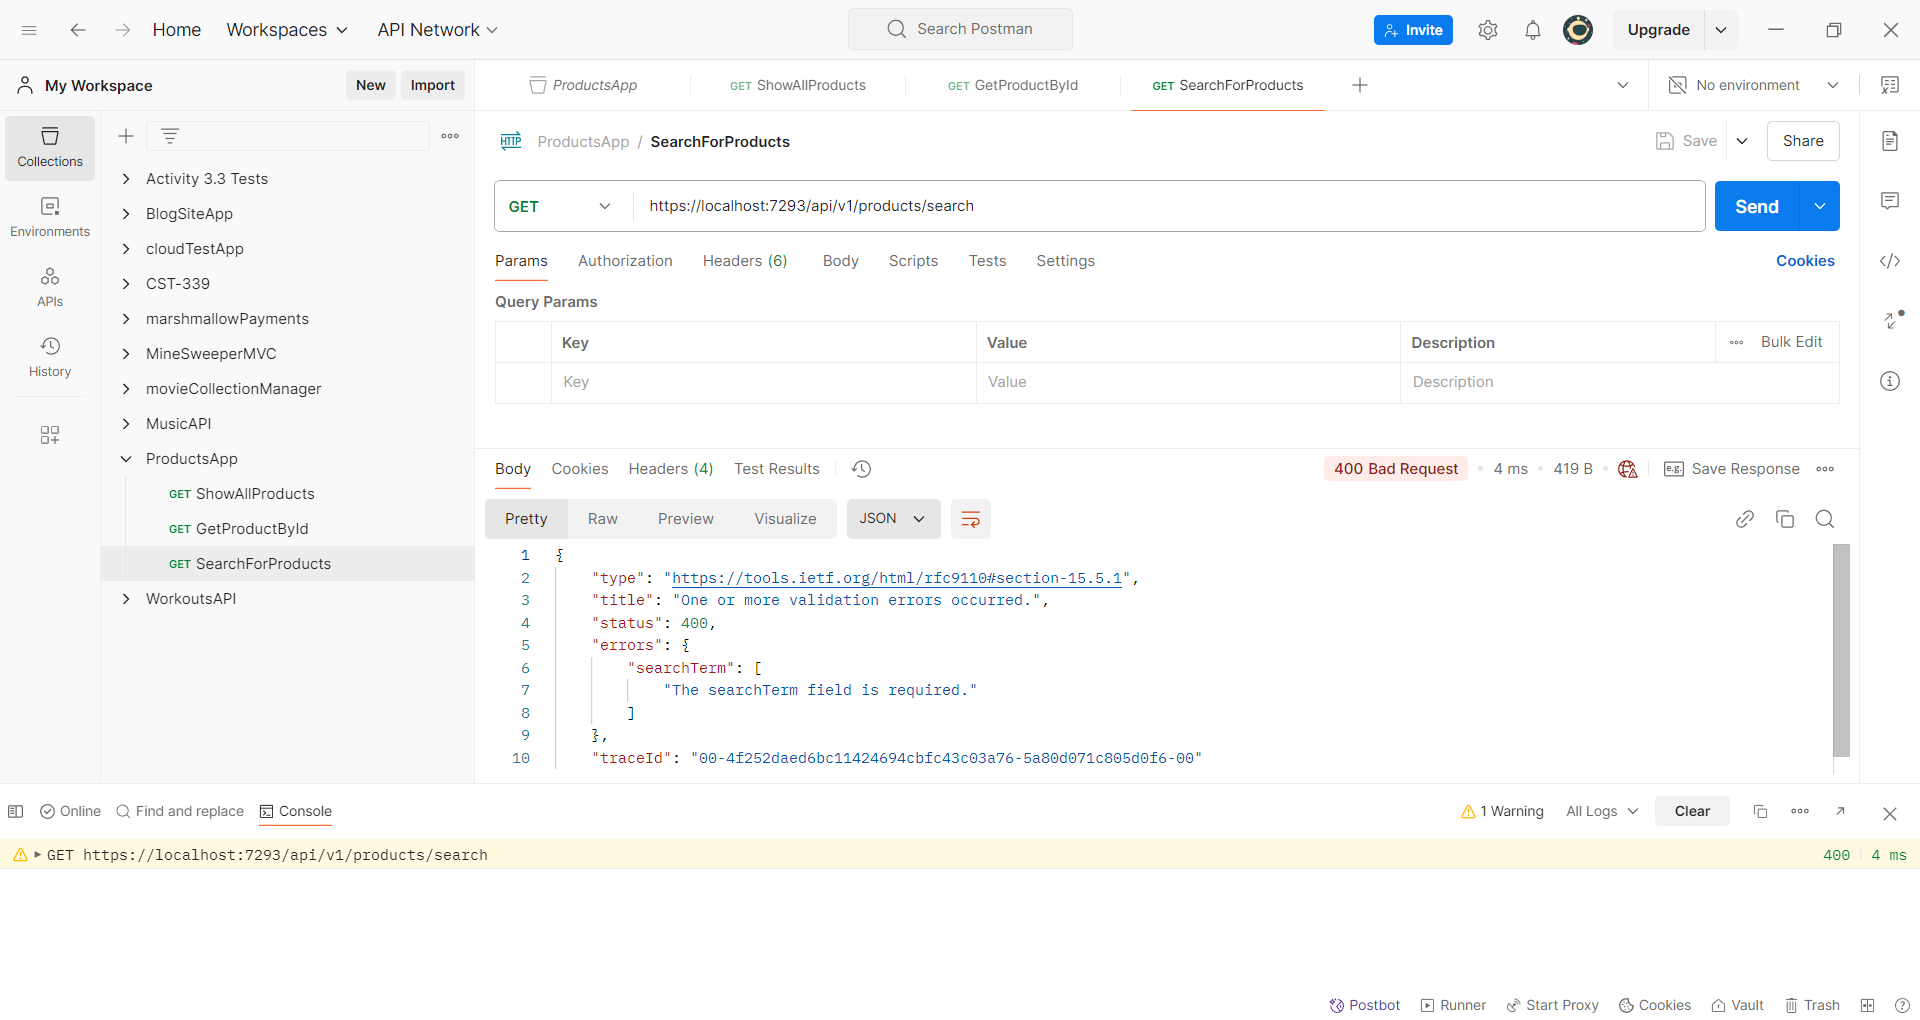 Home
Workspaces
API Network
Search Postman
Invite
Upgrade
My Workspace
New
Import
ProductsApp
GET ShowAllProducts
GET GetProductById
GET SearchForProducts
No environment
Collections
Environments
APIs
History
Activity 3.3 Tests
BlogSiteApp
cloudTestApp
CST-339
marshmallowPayments
MineSweeperMVC
movieCollectionManager
MusicAPI
ProductsApp
GET ShowAllProducts
GET GetProductById
GET SearchForProducts
WorkoutsAPI
HTTP ProductsApp / SearchForProducts
Save
Share
GET https://localhost:7293/api/v1/products/search
Send
Params Authorization Headers (6) Body Scripts Tests Settings
Cookies
Query Params
Key Value Description
Bulk Edit
Key Value Description
Body Cookies Headers (4) Test Results
400 Bad Request • 4 ms • 419 B •
e.g. Save Response
Pretty Raw Preview Visualize JSON
1 {
2 "type": "https://tools.ietf.org/html/rfc9110#section-15.5.1",
3 "title": "One or more validation errors occurred.",
4 "status": 400,
5 "errors": {
6 "searchTerm": [
7 "The searchTerm field is required."
8 ]
9 },
10 "traceId": "00-4f252daed6bc11424694cbfc43c03a76-5a80d071c805d0f6-00"
Online
Find and replace
Console
1 Warning
All Logs
Clear
GET https://localhost:7293/api/v1/products/search
400 4 ms
Postbot
Runner
Start Proxy
Cookies
Vault
Trash